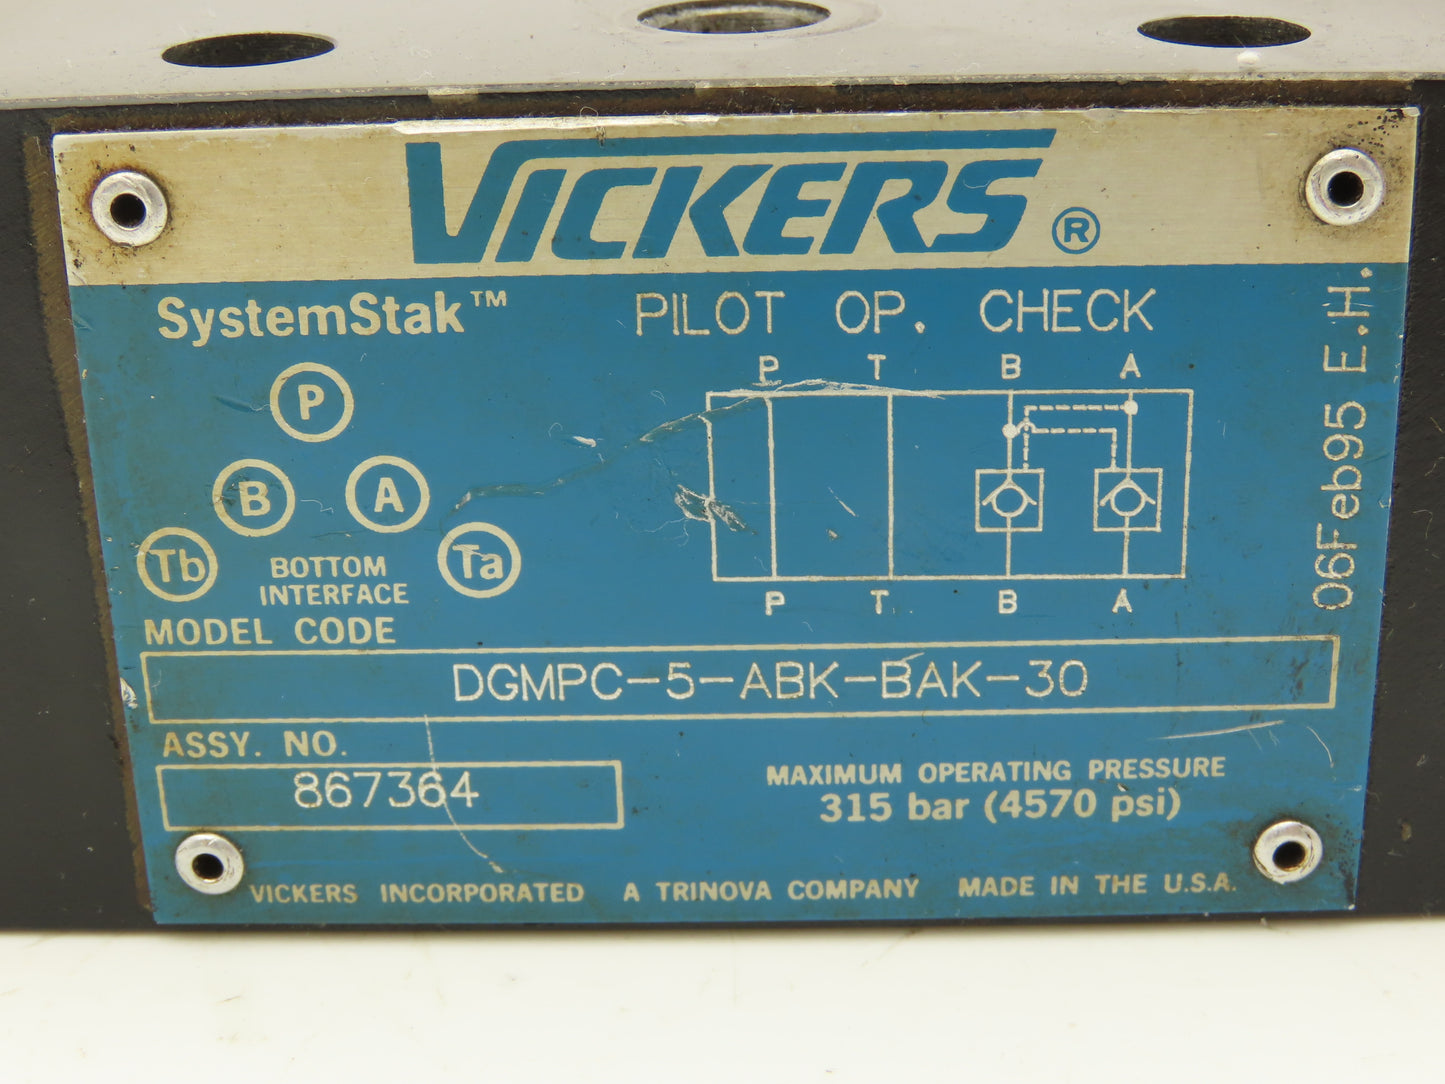 VICKERS ®
SystemStak™
PILOT OP. CHECK
P T B A
P
B A
Tb Ta
BOTTOM
INTERFACE
P T B A
06Feb95 E.H.
MODEL CODE
DGMPC-5-ABK-BAK-30
ASSY. NO.
867364
MAXIMUM OPERATING PRESSURE
315 bar (4570 psi)
VICKERS INCORPORATED A TRINOVA COMPANY MADE IN THE U.S.A.